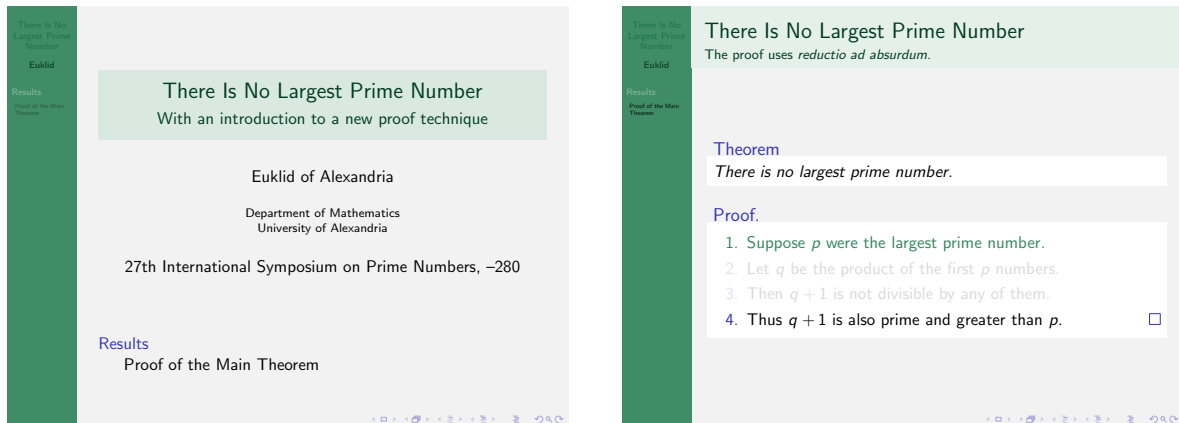 There Is No
Largest Prime
Number
Euklid
Results
Proof of the Main
Theorem
There Is No Largest Prime Number
With an introduction to a new proof technique
Euklid of Alexandria
Department of Mathematics
University of Alexandria
27th International Symposium on Prime Numbers, –280
Results
Proof of the Main Theorem
There Is No
Largest Prime
Number
Euklid
Results
Proof of the Main
Theorem
There Is No Largest Prime Number
The proof uses reductio ad absurdum.
Theorem
There is no largest prime number.
Proof.
1. Suppose p were the largest prime number.
2. Let q be the product of the first p numbers.
3. Then q + 1 is not divisible by any of them.
4. Thus q + 1 is also prime and greater than p.